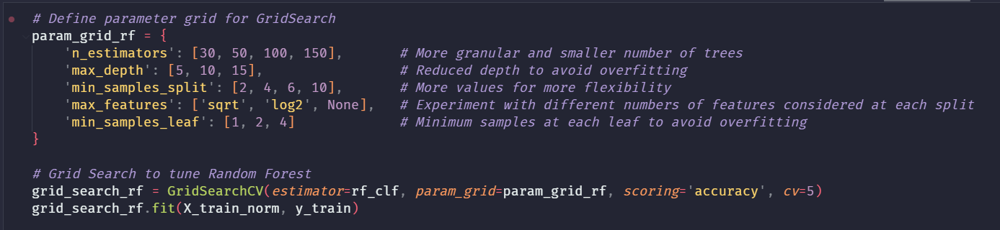 # Define parameter grid for GridSearch
param_grid_rf = {
    'n_estimators': [30, 50, 100, 150],       # More granular and smaller number of trees
    'max_depth': [5, 10, 15],                 # Reduced depth to avoid overfitting
    'min_samples_split': [2, 4, 6, 10],       # More values for more flexibility
    'max_features': ['sqrt', 'log2', None],   # Experiment with different numbers of features considered at each split
    'min_samples_leaf': [1, 2, 4]             # Minimum samples at each leaf to avoid overfitting
}
# Grid Search to tune Random Forest
grid_search_rf = GridSearchCV(estimator=rf_clf, param_grid=param_grid_rf, scoring='accuracy', cv=5)
grid_search_rf.fit(X_train_norm, y_train)